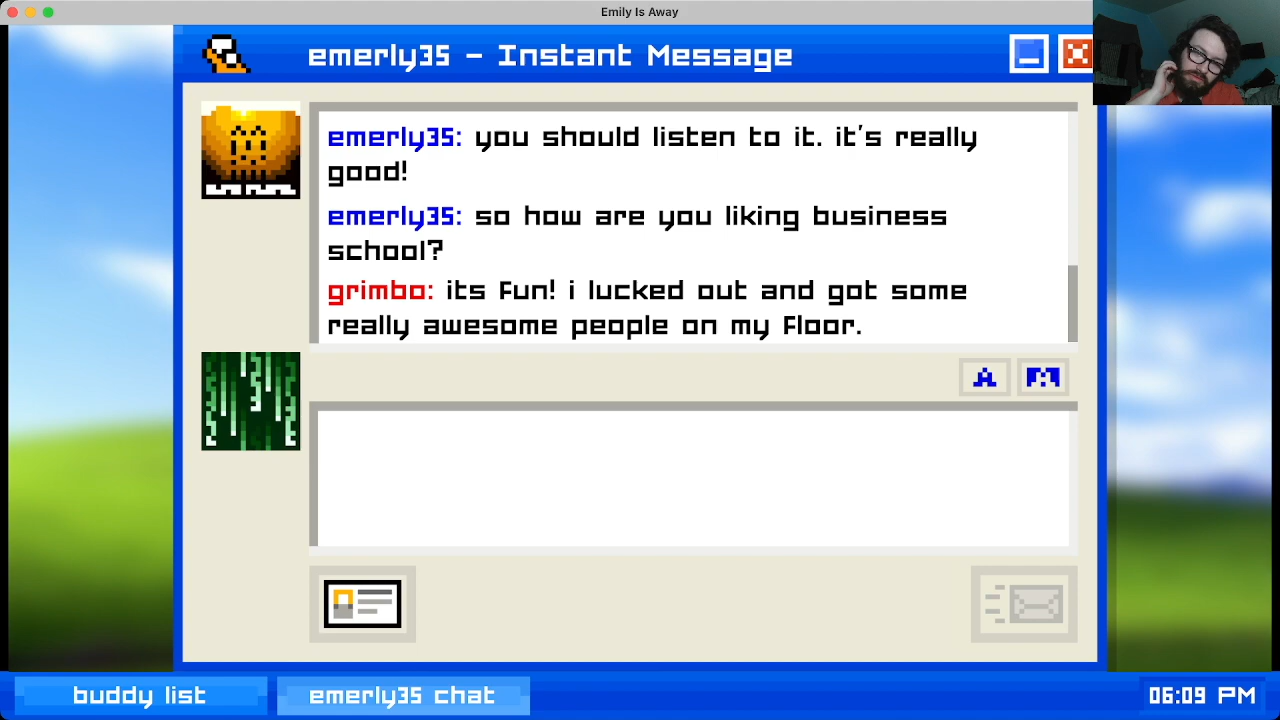 Emily Is Away
emerly35 - Instant Message
emerly35: you should listen to it. it's really
good!
emerly35: so how are you liking business
school?
grimbo: its fun! i lucked out and got some
really awesome people on my floor.
A
buddy list
emerly35 chat
06:09 PM